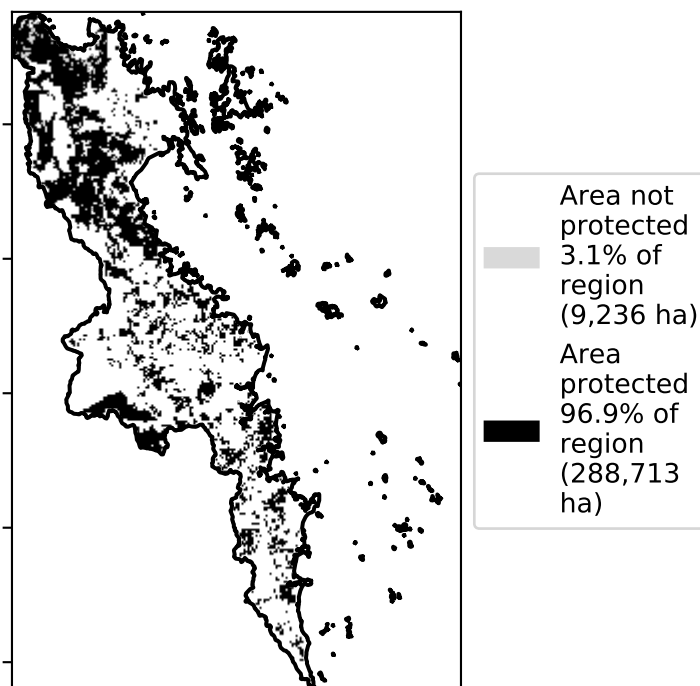 Area not
protected
3.1% of
region
(9,236 ha)
Area
protected
96.9% of
region
(288,713
ha)